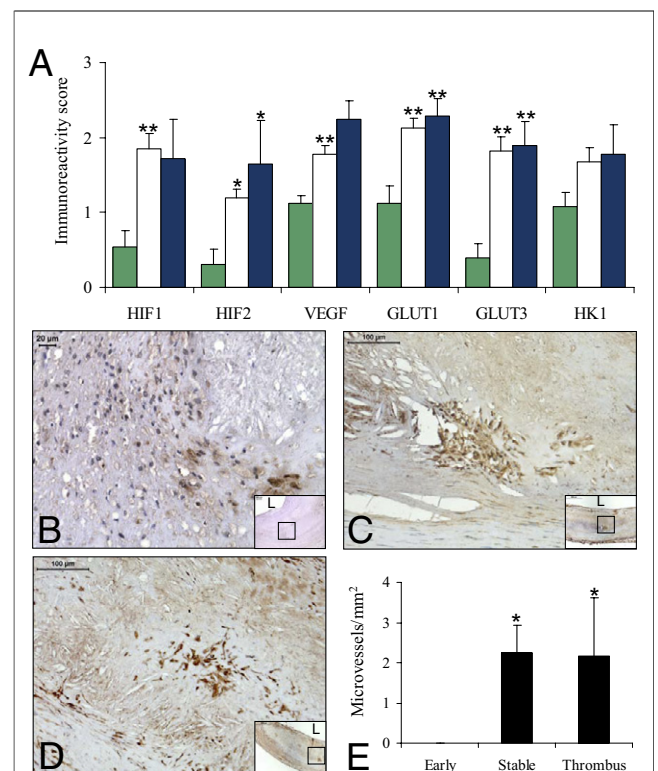 A
Immunoreactivity score
3
2
1
0
**
*
*
**
**
**
**
**
HIF1 HIF2 VEGF GLUT1 GLUT3 HK1
20 µm
L
B
100 µm
L
C
100 µm
L
D
Microvessels/mm²
4
3
2
1
0
*
*
Early Stable Thrombus
E